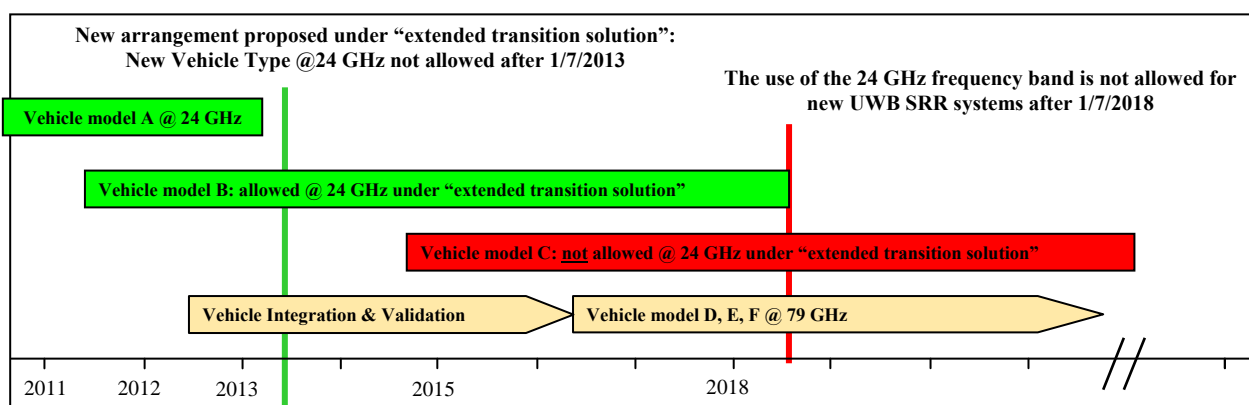 New arrangement proposed under “extended transition solution”:
New Vehicle Type @24 GHz not allowed after 1/7/2013
The use of the 24 GHz frequency band is not allowed for
new UWB SRR systems after 1/7/2018
Vehicle model A @ 24 GHz
Vehicle model B: allowed @ 24 GHz under “extended transition solution”
Vehicle model C: not allowed @ 24 GHz under “extended transition solution”
Vehicle Integration & Validation
Vehicle model D, E, F @ 79 GHz
2011
2012
2013
2015
2018